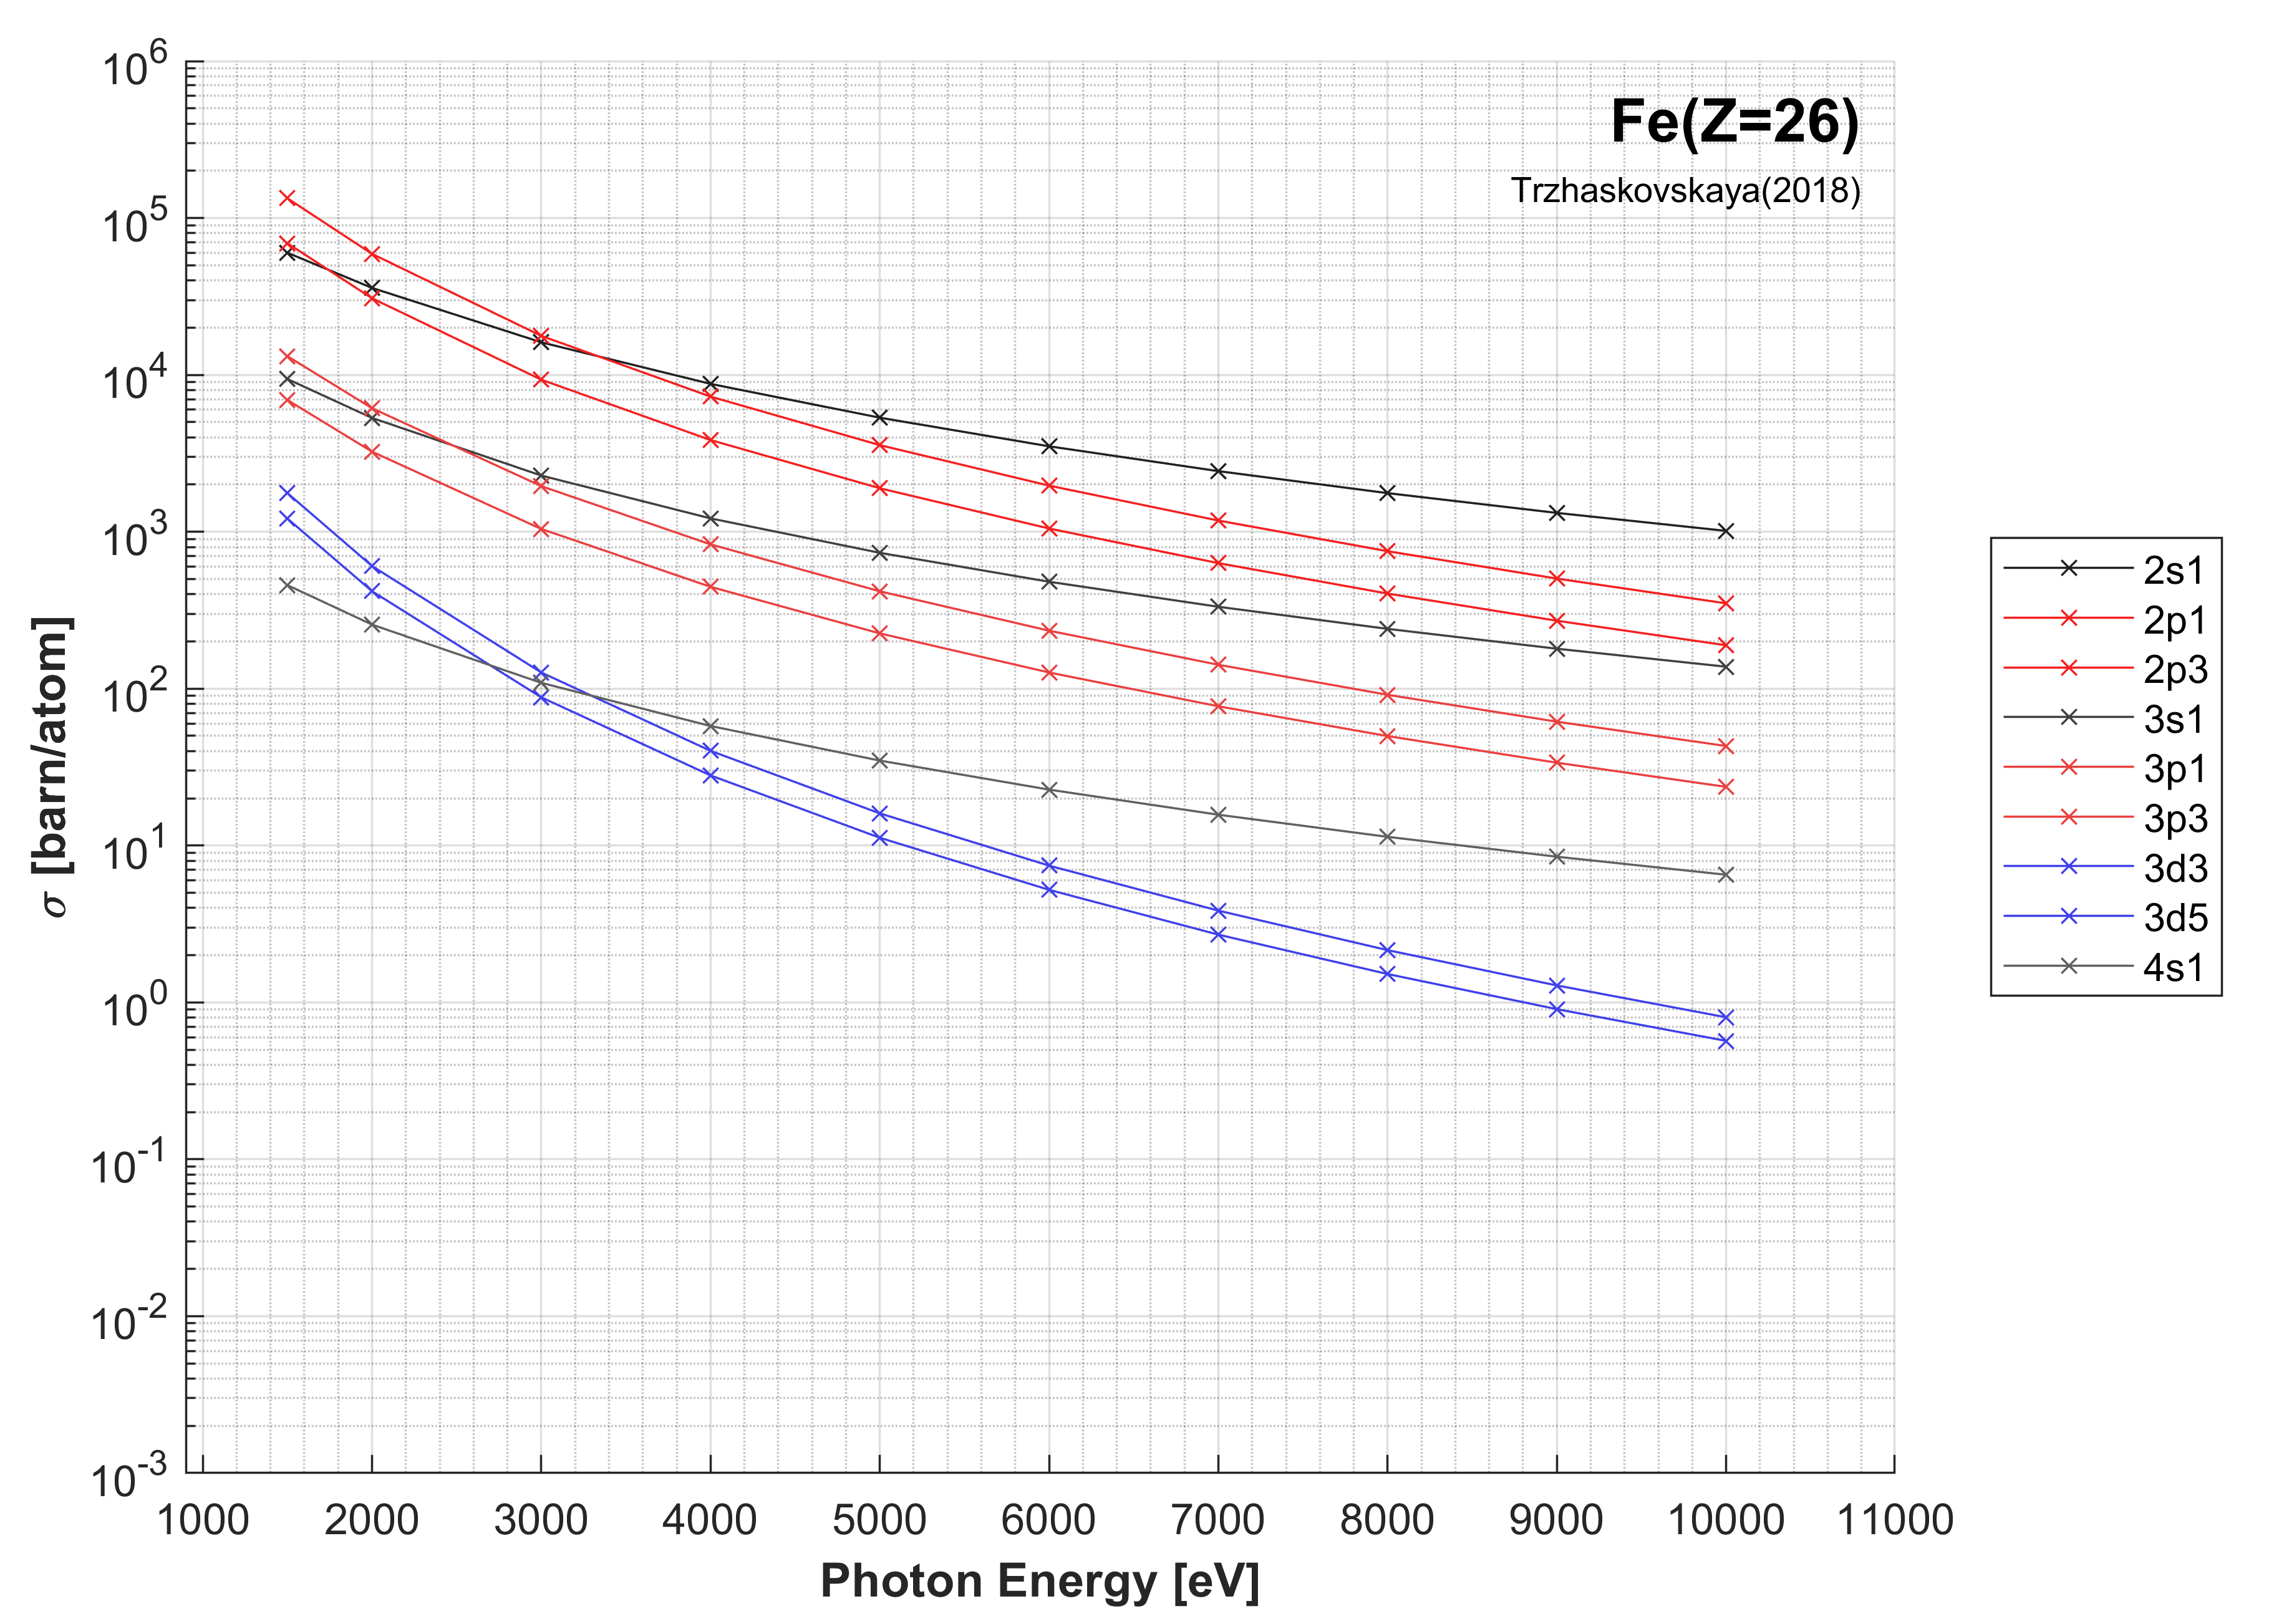 Fe(Z=26)
Trzhaskovskaya(2018)
10^6
10^5
10^4
10^3
10^2
10^1
10^0
10^-1
10^-2
10^-3
σ [barn/atom]
1000 2000 3000 4000 5000 6000 7000 8000 9000 10000 11000
Photon Energy [eV]
2s1
2p1
2p3
3s1
3p1
3p3
3d3
3d5
4s1